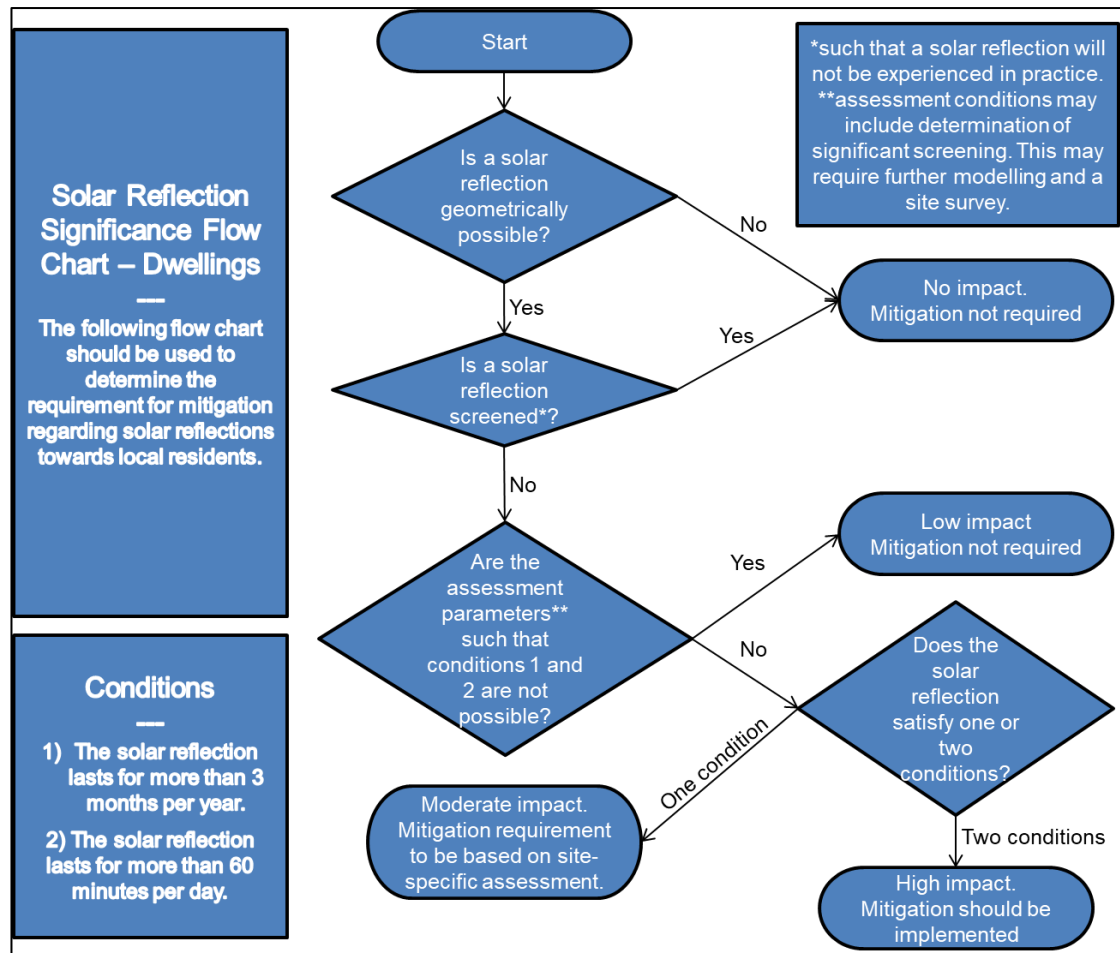 Solar Reflection
Significance Flow
Chart – Dwellings
---
The following flow chart
should be used to
determine the
requirement for mitigation
regarding solar reflections
towards local residents.
Conditions
---
1) The solar reflection
lasts for more than 3
months per year.
2) The solar reflection
lasts for more than 60
minutes per day.
Start
*such that a solar reflection will
not be experienced in practice.
**assessment conditions may
include determination of
significant screening. This may
require further modelling and a
site survey.
Is a solar
reflection
geometrically
possible?
No
No impact.
Mitigation not required
Yes
Yes
Is a solar
reflection
screened*?
No
Low impact
Mitigation not required
Are the
assessment
parameters**
such that
conditions 1 and
2 are not
possible?
Yes
No
Does the
solar
reflection
satisfy one or
two
conditions?
One condition
Moderate impact.
Mitigation requirement
to be based on site-
specific assessment.
Two conditions
High impact.
Mitigation should be
implemented